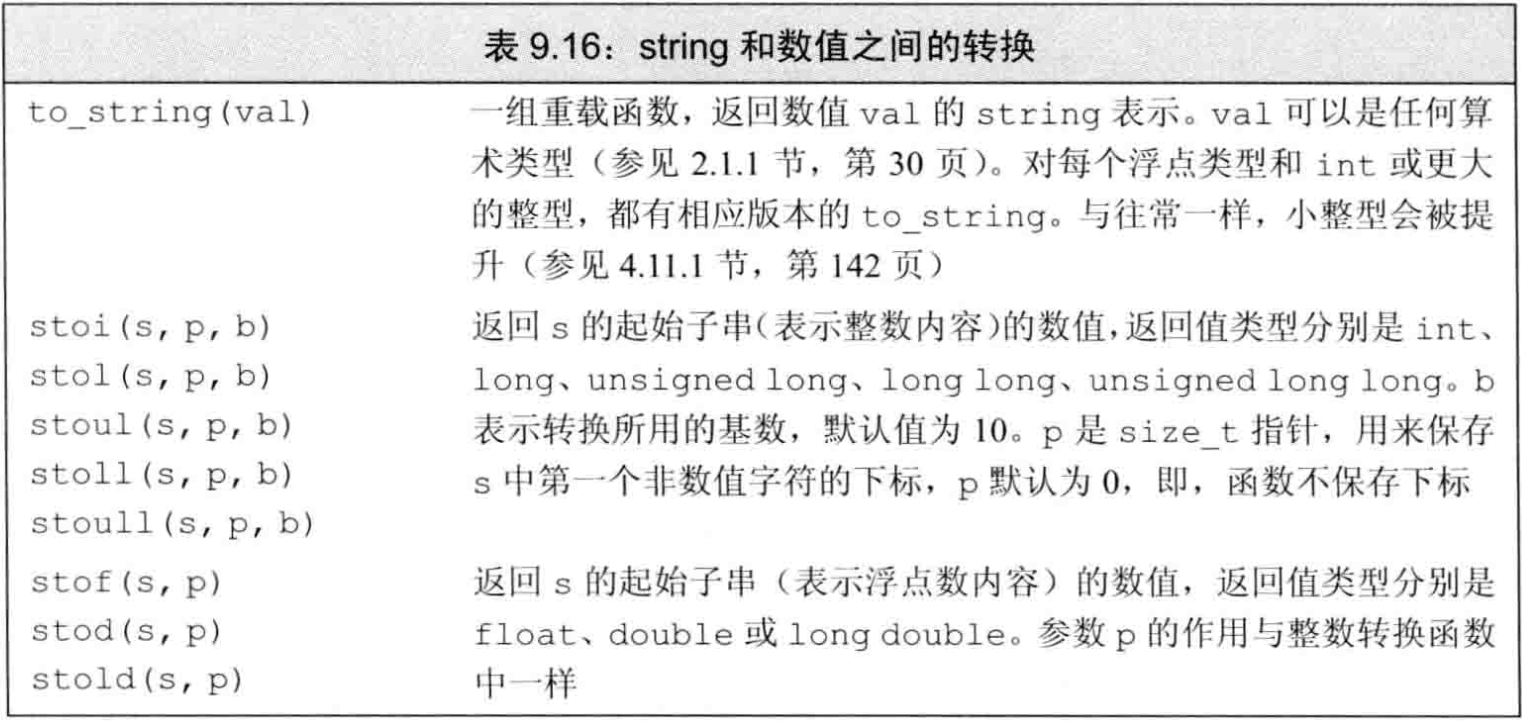 表 9.16：string 和数值之间的转换
to_string(val) 一组重载函数，返回数值 val 的 string 表示。val 可以是任何算
术类型（参见 2.1.1 节，第 30 页）。对每个浮点类型和 int 或更大
的整型，都有相应版本的 to_string。与往常一样，小整型会被提
升（参见 4.11.1 节，第 142 页）
stoi(s, p, b) 返回 s 的起始子串（表示整数内容）的数值，返回值类型分别是 int、
stol(s, p, b) long、unsigned long、long long、unsigned long long。b
stoul(s, p, b) 表示转换所用的基数，默认值为 10。p 是 size_t 指针，用来保存
stoll(s, p, b) s 中第一个非数值字符的下标，p 默认为 0，即，函数不保存下标
stoull(s, p, b)
stof(s, p) 返回 s 的起始子串（表示浮点数内容）的数值，返回值类型分别是
stod(s, p) float、double 或 long double。参数 p 的作用与整数转换函数
stold(s, p) 中一样